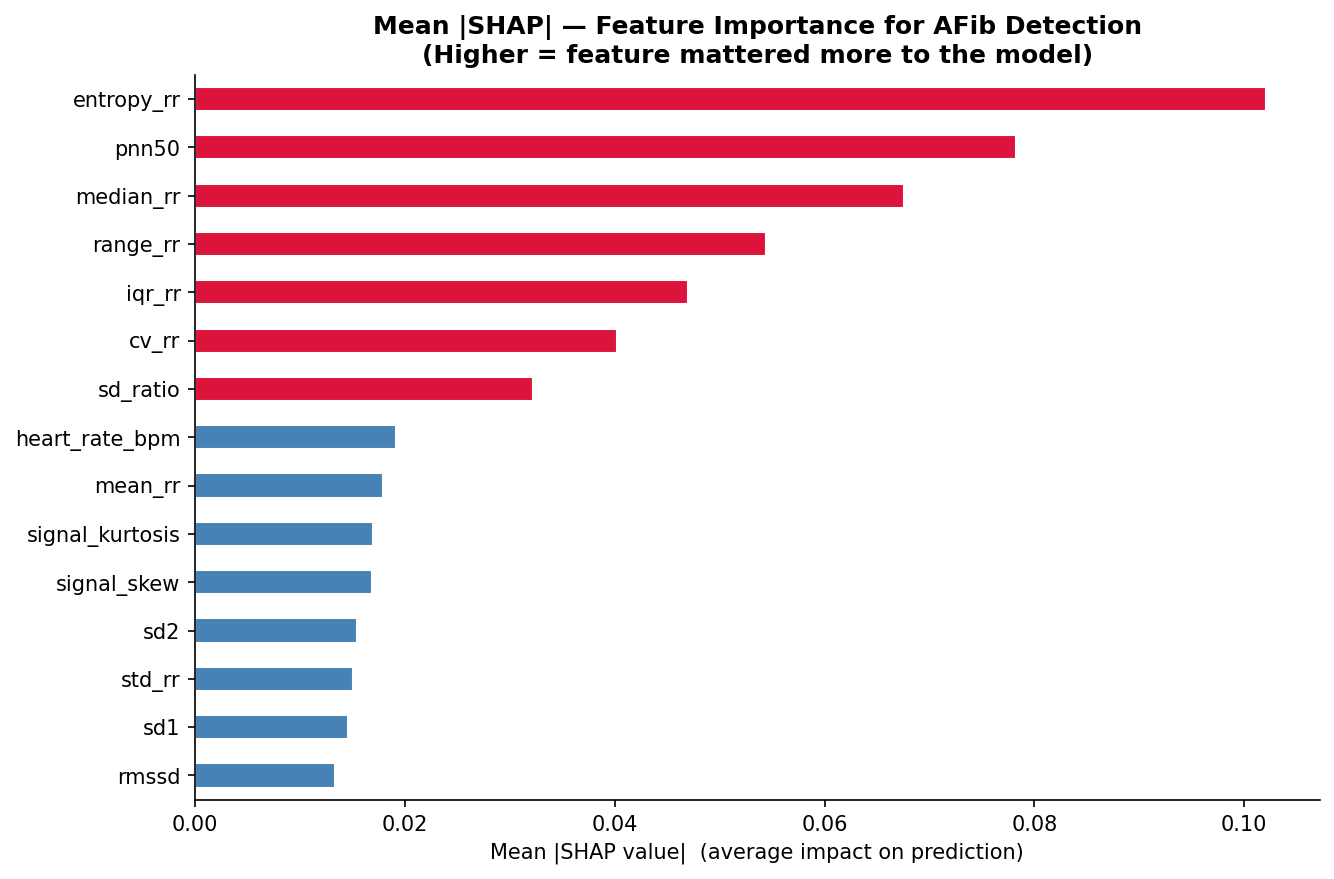 Mean |SHAP| — Feature Importance for AFib Detection
(Higher = feature mattered more to the model)
entropy_rr
pnn50
median_rr
range_rr
iqr_rr
cv_rr
sd_ratio
heart_rate_bpm
mean_rr
signal_kurtosis
signal_skew
sd2
std_rr
sd1
rmssd
0.00 0.02 0.04 0.06 0.08 0.10
Mean |SHAP value|  (average impact on prediction)